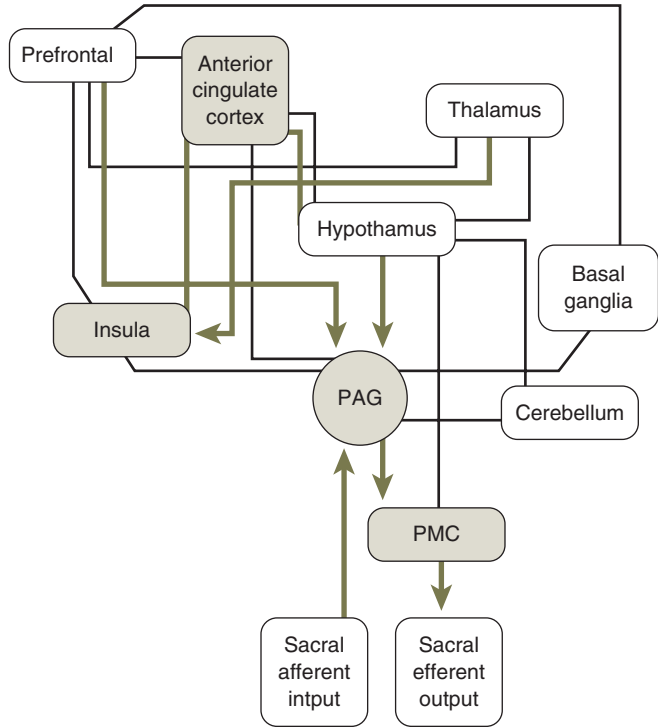 Prefrontal
Anterior
cingulate
cortex
Thalamus
Hypothamus
Basal
ganglia
Insula
PAG
Cerebellum
PMC
Sacral
afferent
intput
Sacral
efferent
output